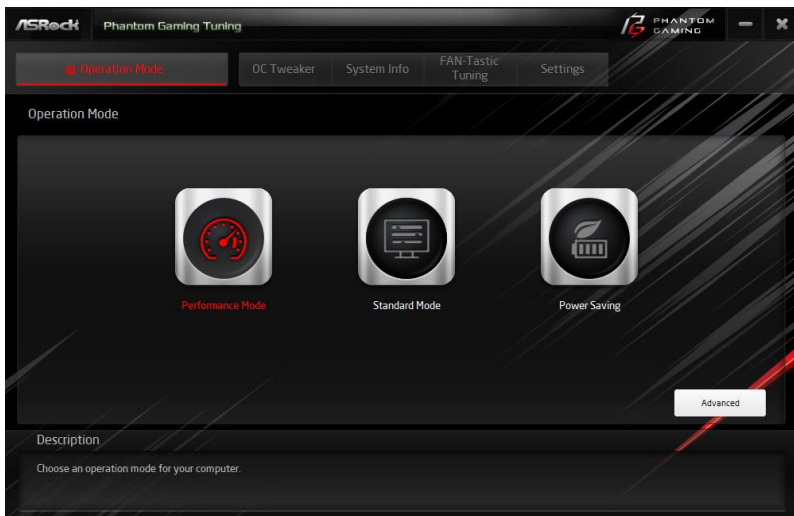 ASRock
Phantom Gaming Tuning
PHANTOM
GAMING
Operation Mode
OC Tweaker
System Info
FAN-Tastic
Tuning
Settings
Operation Mode
Performance Mode
Standard Mode
Power Saving
Advanced
Description
Choose an operation mode for your computer.